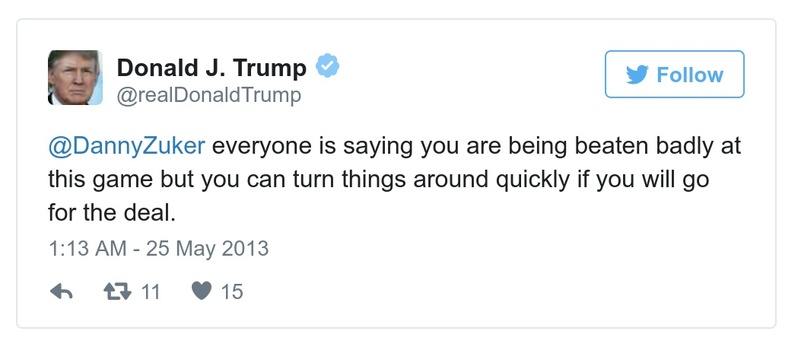 Donald J. Trump
@realDonaldTrump
Follow
@DannyZuker everyone is saying you are being beaten badly at
this game but you can turn things around quickly if you will go
for the deal.
1:13 AM - 25 May 2013
11 15